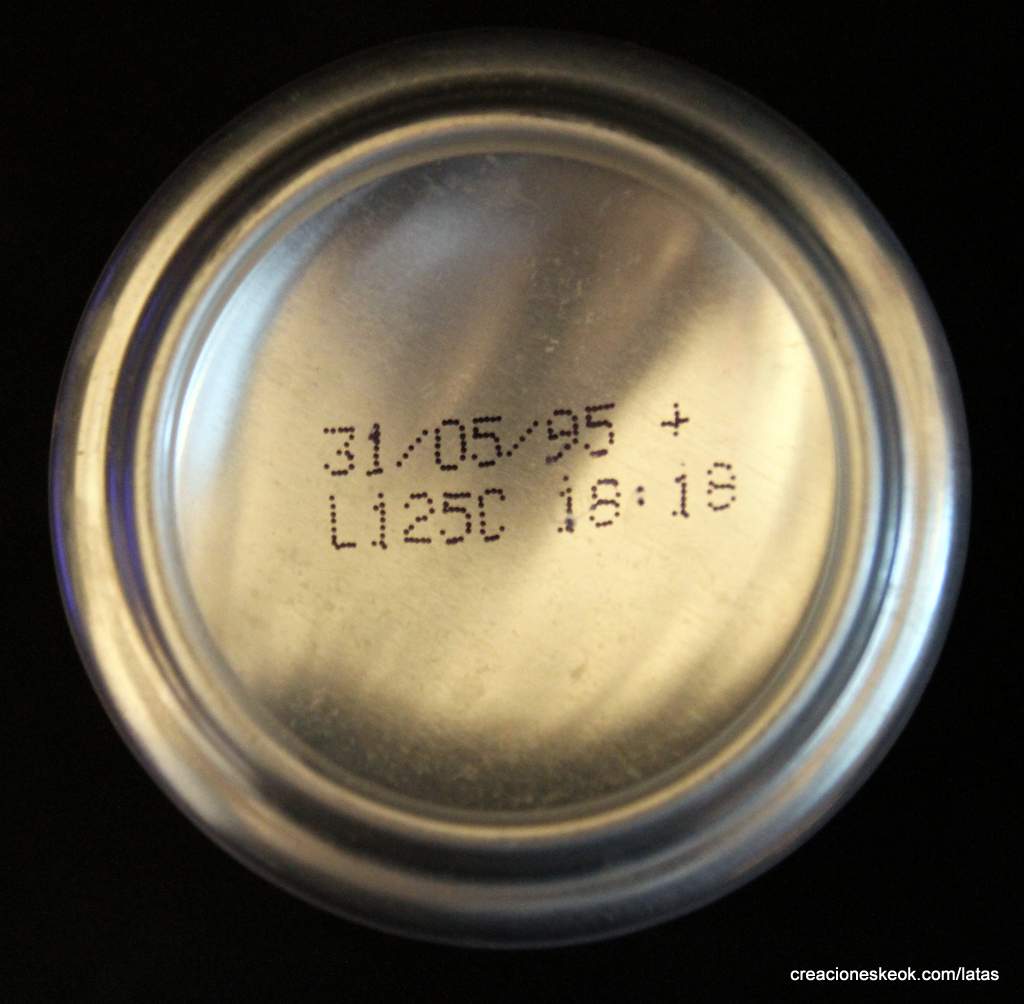 31/05/95 +
L125C 18:18
creacioneskeok.com/latas